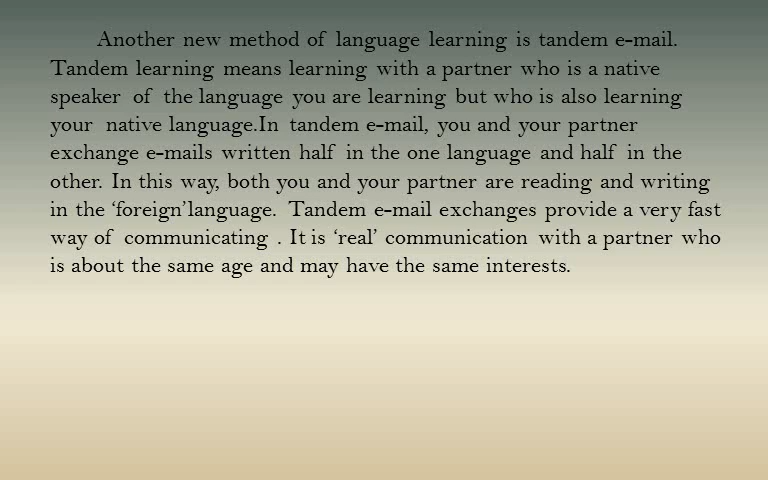 Another new method of language learning is tandem e-mail.
Tandem learning means learning with a partner who is a native
speaker of the language you are learning but who is also learning
your native language.In tandem e-mail, you and your partner
exchange e-mails written half in the one language and half in the
other. In this way, both you and your partner are reading and writing
in the ‘foreign’language. Tandem e-mail exchanges provide a very fast
way of communicating . It is ‘real’ communication with a partner who
is about the same age and may have the same interests.